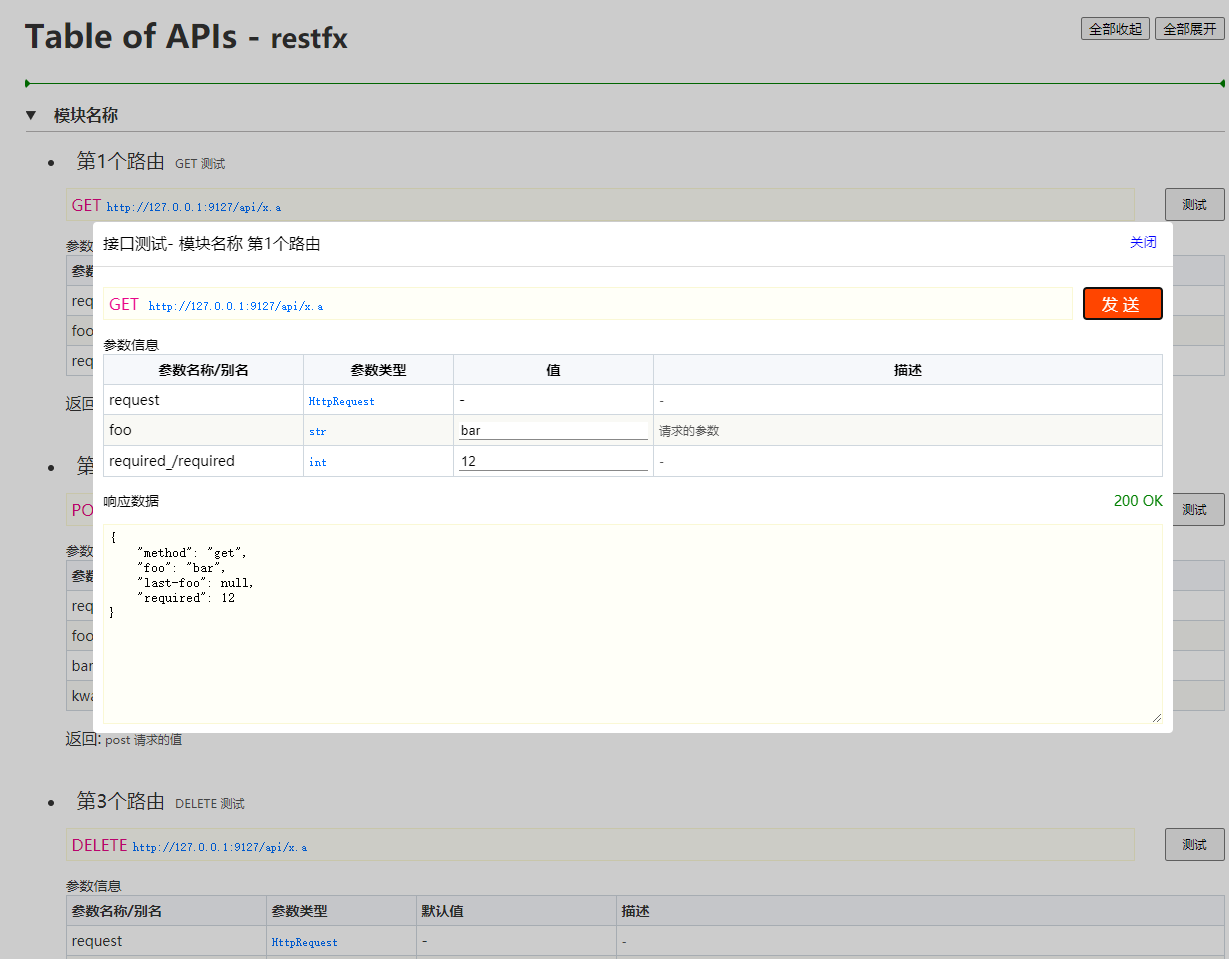 Table of APIs - restfx
全部收起 全部展开
▼ 模块名称
• 第1个路由 GET 测试
GET http://127.0.0.1:9127/api/x.a 测试
接口测试- 模块名称 第1个路由 关闭
GET http://127.0.0.1:9127/api/x.a 发 送
参数信息
参数名称/别名 参数类型 值 描述
request HttpRequest - -
foo str bar 请求的参数
required_/required int 12 -
响应数据 200 OK
{
"method": "get",
"foo": "bar",
"last-foo": null,
"required": 12
}
参数
参数
req
foo
req
返回
• 第
PO 测试
参数
参数
req
foo
bar
kwa
返回: post 请求的值
• 第3个路由 DELETE 测试
DELETE http://127.0.0.1:9127/api/x.a 测试
参数信息
参数名称/别名 参数类型 默认值 描述
request HttpRequest - -